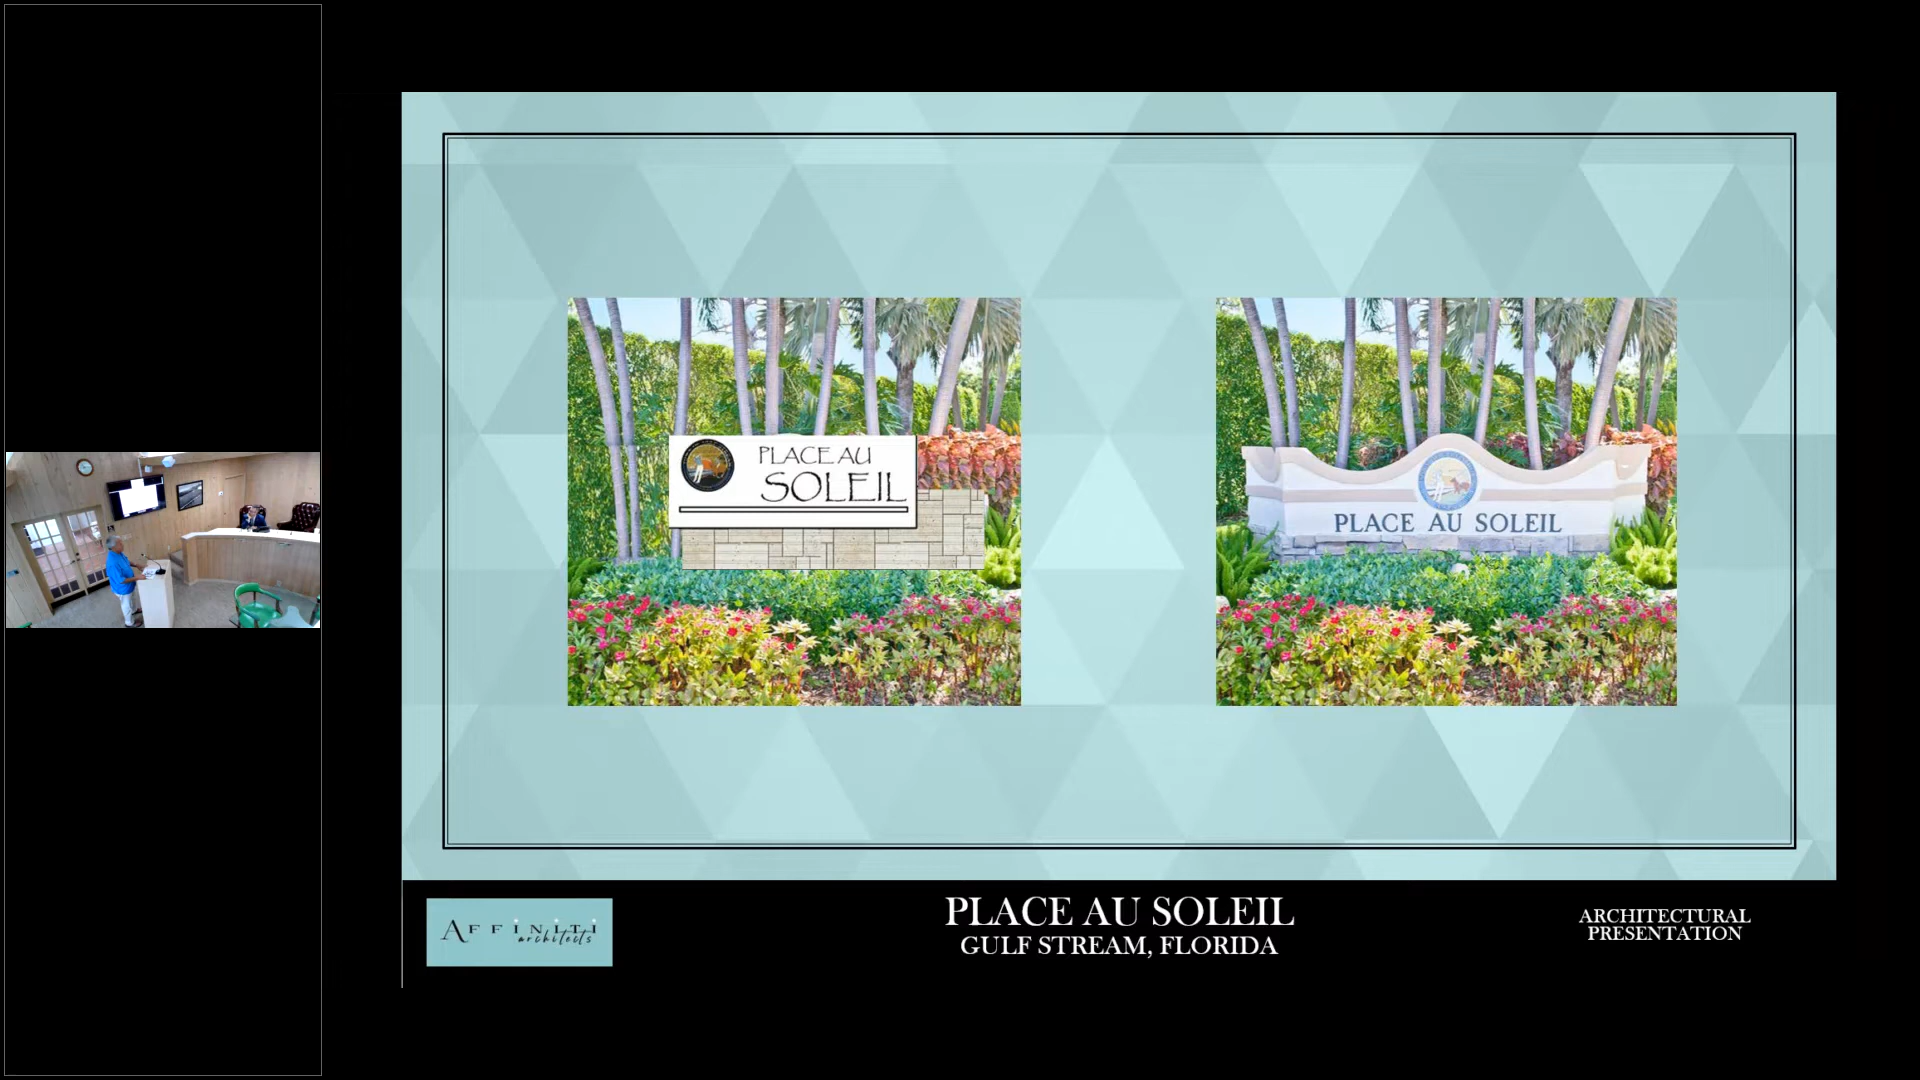 PLACE AU
SOLEIL
PLACE AU SOLEIL
AFFINITI
architects
PLACE AU SOLEIL
GULF STREAM, FLORIDA
ARCHITECTURAL
PRESENTATION